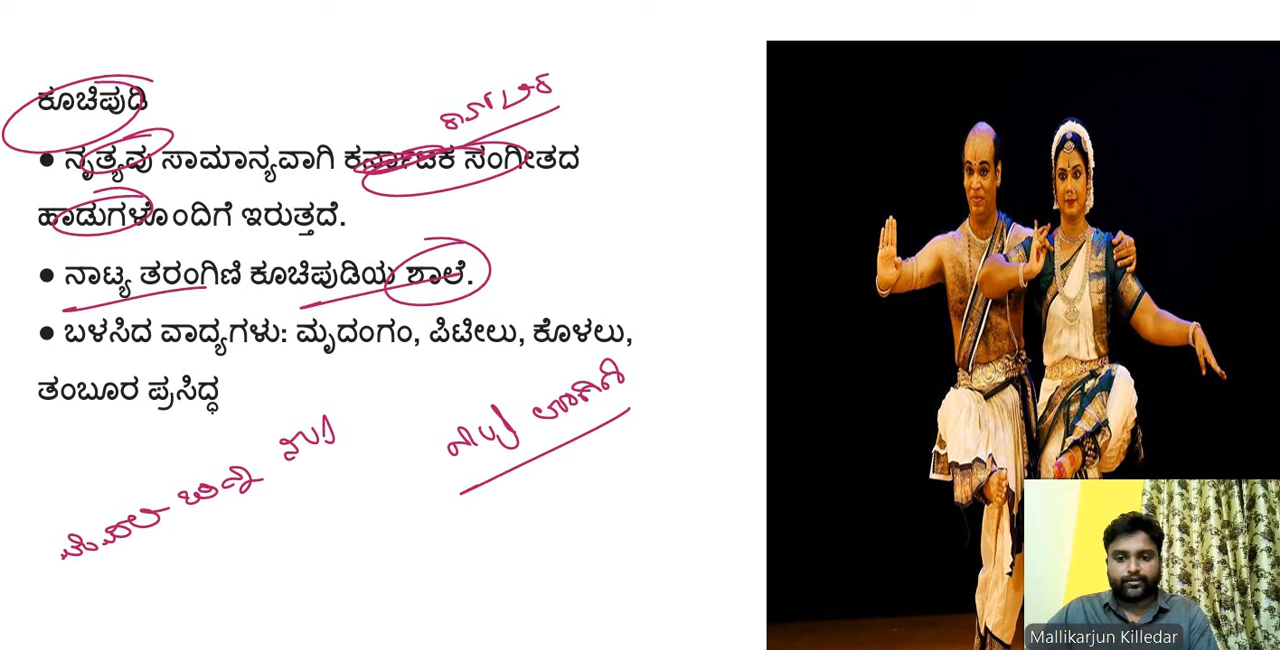 ಕೂಚಿಪುಡಿ
● ನೃತ್ಯವು ಸಾಮಾನ್ಯವಾಗಿ ಕರ್ನಾಟಕ ಸಂಗೀತದ
ಹಾಡುಗಳೊಂದಿಗೆ ಇರುತ್ತದೆ.
● ನಾಟ್ಯ ತರಂಗಿಣಿ ಕೂಚಿಪುಡಿಯ ಶಾಲೆ.
● ಬಳಸಿದ ವಾದ್ಯಗಳು: ಮೃದಂಗಂ, ಪಿಟೀಲು, ಕೊಳಲು,
ತಂಬೂರ ಪ್ರಸಿದ್ಧ
Mallikarjun Killedar